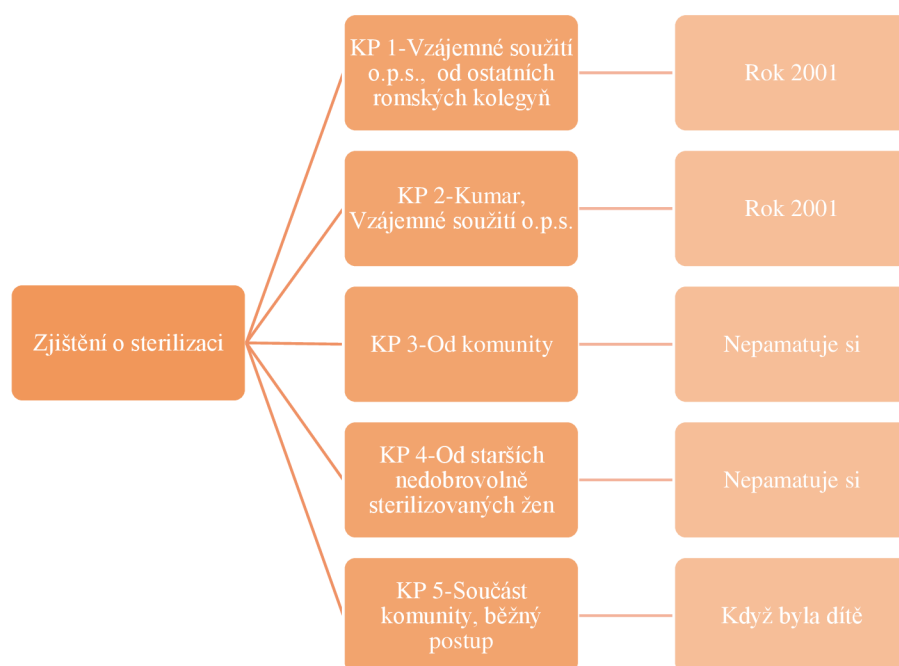 Zjištění o sterilizaci
KP 1-Vzájemné soužití
o.p.s.,  od ostatních
romských kolegyň
Rok 2001
KP 2-Kumar,
Vzájemné soužití o.p.s.
Rok 2001
KP 3-Od komunity
Nepamatuje si
KP 4-Od starších
nedobrovolně
sterilizovaných žen
Nepamatuje si
KP 5-Součást
komunity, běžný
postup
Když byla dítě